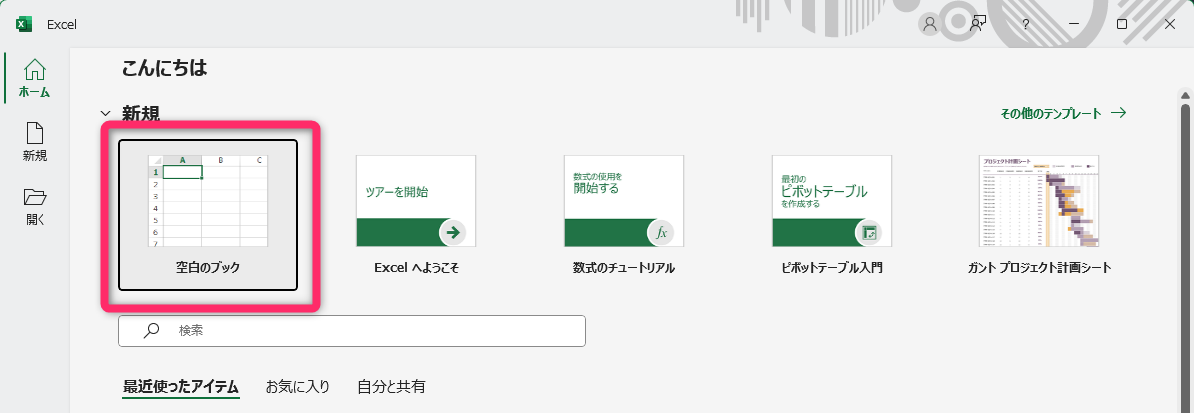 Excel
?
こんにちは
ホーム
新規
その他のテンプレート
新規
開く
A B C
1
2
3
4
5
6
7
空白のブック
ツアーを開始
Excel へようこそ
数式の使用を
開始する
fx
数式のチュートリアル
最初の
ピボットテーブル
を作成する
ピボットテーブル入門
プロジェクト計画シート
ガント プロジェクト計画シート
検索
最近使ったアイテム
お気に入り
自分と共有